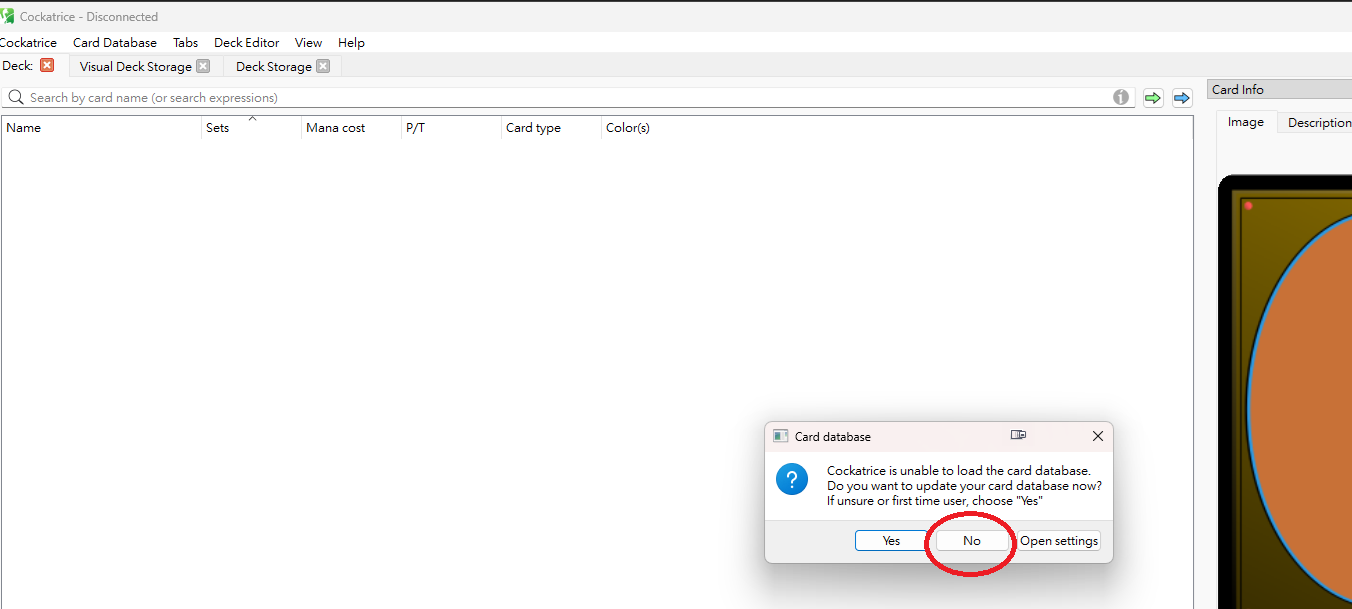 Cockatrice - Disconnected
Cockatrice Card Database Tabs Deck Editor View Help
Deck: Visual Deck Storage Deck Storage
Search by card name (or search expressions)
Card Info
Name Sets Mana cost P/T Card type Color(s)
Image Description
Card database
Cockatrice is unable to load the card database.
Do you want to update your card database now?
If unsure or first time user, choose "Yes"
Yes No Open settings